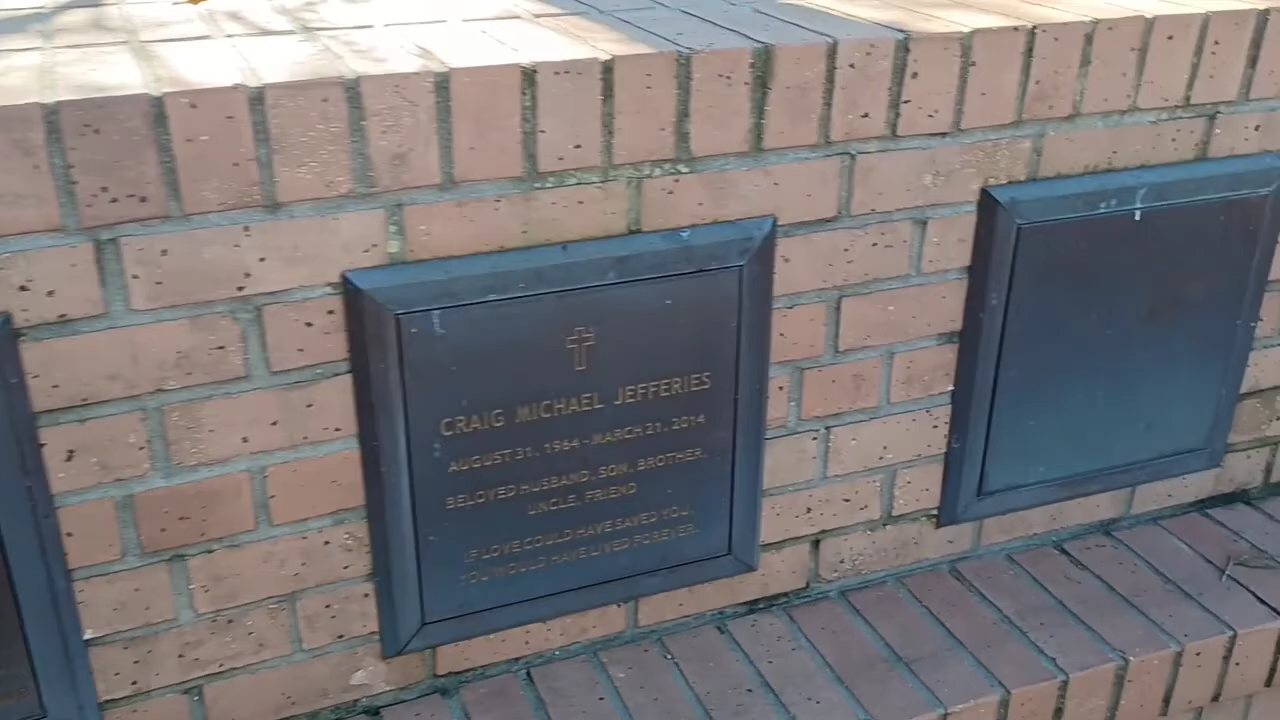 CRAIG MICHAEL JEFFERIES
AUGUST 31, 1964 - MARCH 21, 2014
BELOVED HUSBAND, SON, BROTHER,
UNCLE, FRIEND
IF LOVE COULD HAVE SAVED YOU,
YOU WOULD HAVE LIVED FOREVER.